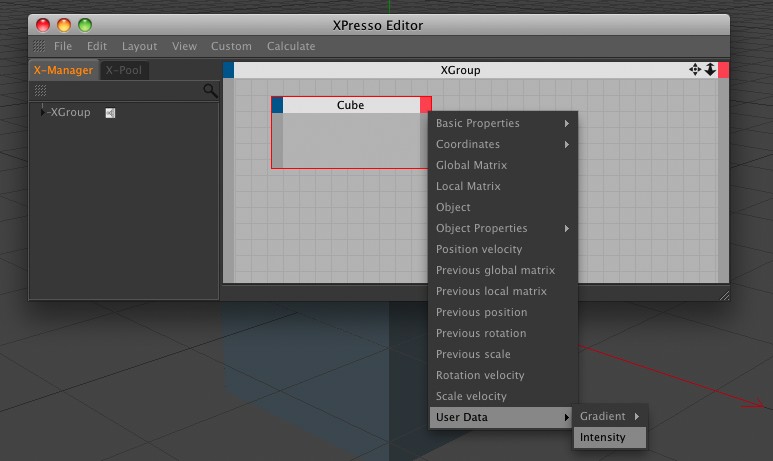 XPresso Editor
File Edit Layout View Custom Calculate
X-Manager X-Pool
XGroup
XGroup
Cube
Basic Properties
Coordinates
Global Matrix
Local Matrix
Object
Object Properties
Position velocity
Previous global matrix
Previous local matrix
Previous position
Previous rotation
Previous scale
Rotation velocity
Scale velocity
User Data
Gradient
Intensity